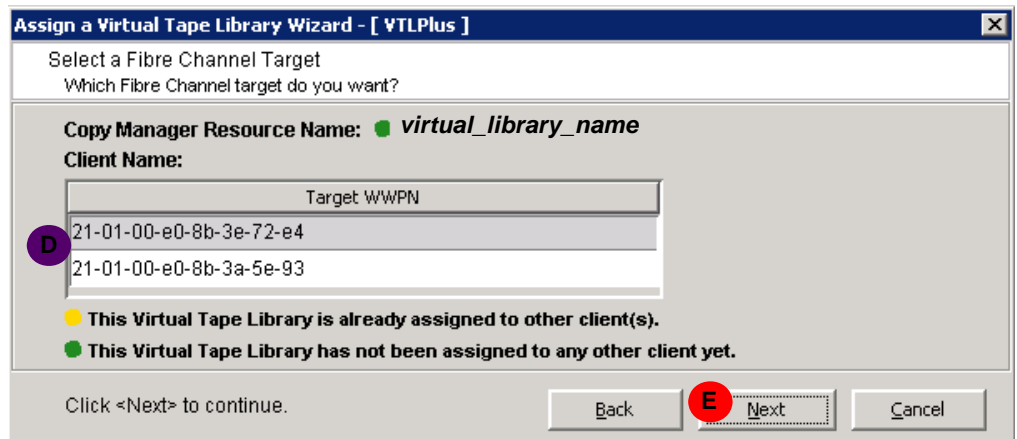 Assign a Virtual Tape Library Wizard - [ VTLPlus ]
Select a Fibre Channel Target
Which Fibre Channel target do you want?
Copy Manager Resource Name: virtual_library_name
Client Name:
Target WWPN
D
21-01-00-e0-8b-3e-72-e4
21-01-00-e0-8b-3a-5e-93
This Virtual Tape Library is already assigned to other client(s).
This Virtual Tape Library has not been assigned to any other client yet.
Click <Next> to continue.
Back
E
Next
Cancel